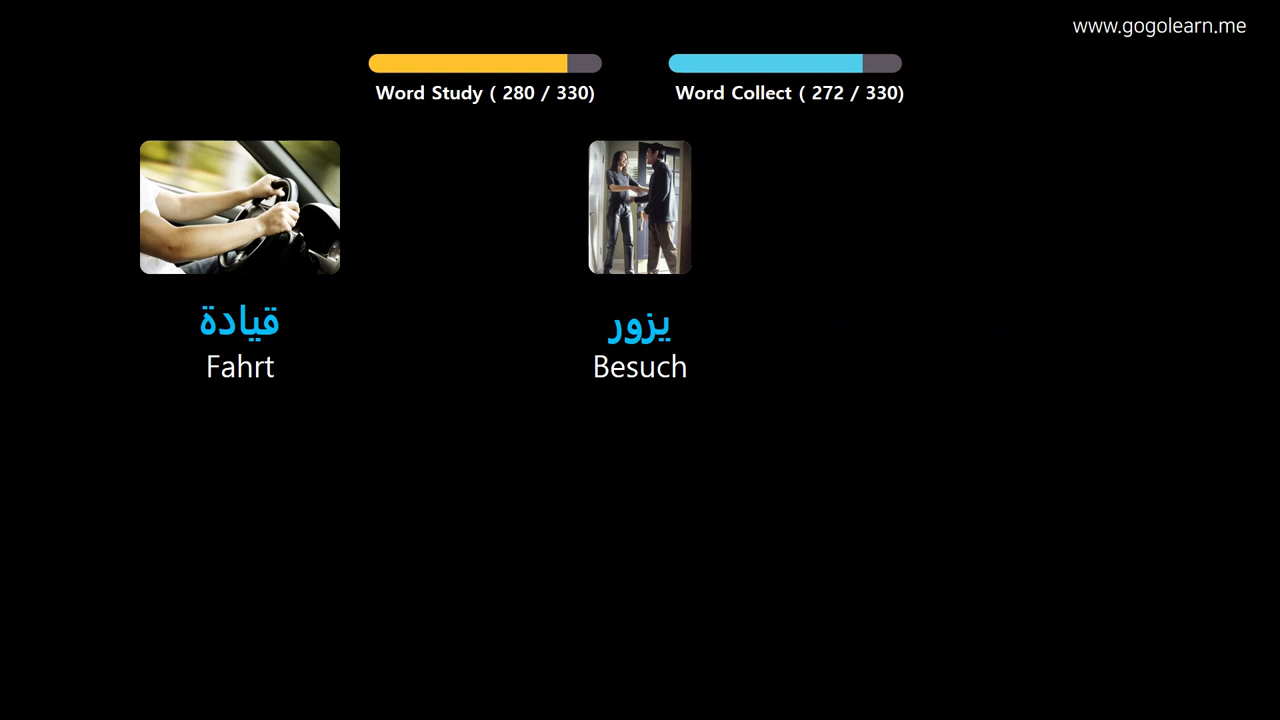 www.gogolearn.me
Word Study ( 280 / 330)
Word Collect ( 272 / 330)
قيادة
Fahrt
يزور
Besuch